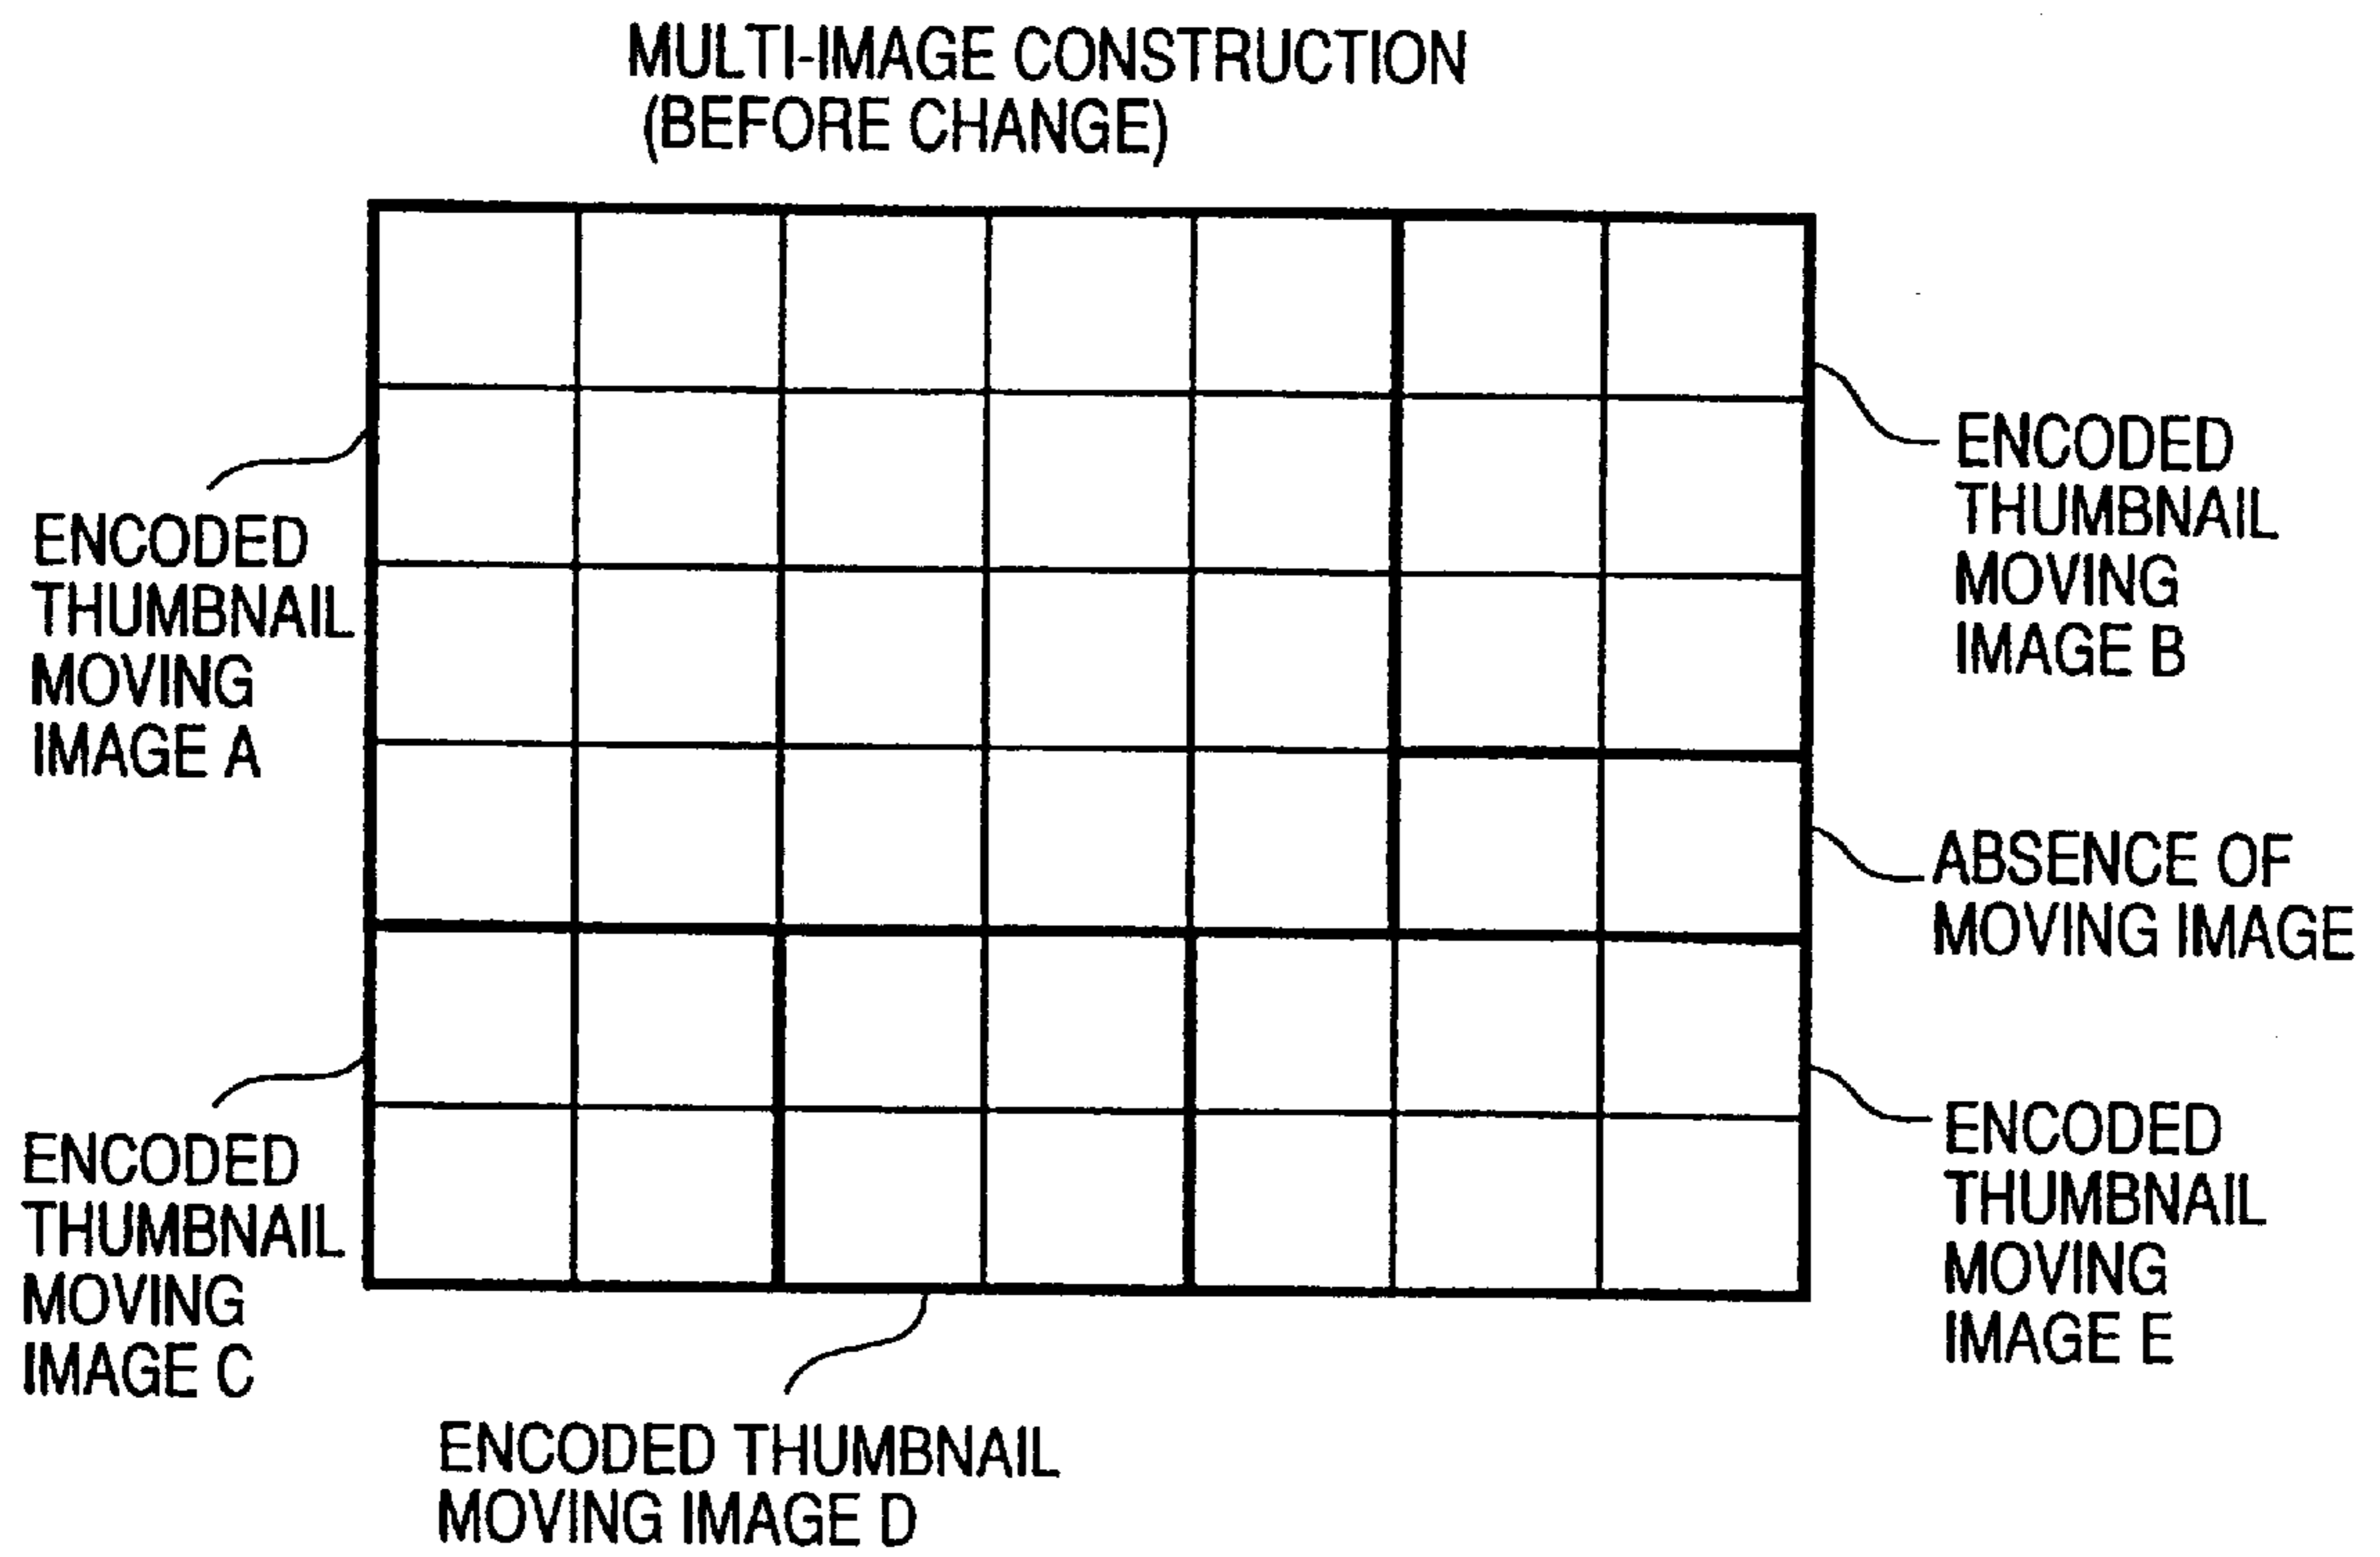 MULTI-IMAGE CONSTRUCTION
(BEFORE CHANGE)
ENCODED
THUMBNAIL
MOVING
IMAGE A
ENCODED
THUMBNAIL
MOVING
IMAGE B
ABSENCE OF
MOVING IMAGE
ENCODED
THUMBNAIL
MOVING
IMAGE C
ENCODED
THUMBNAIL
MOVING
IMAGE E
ENCODED THUMBNAIL
MOVING IMAGE D